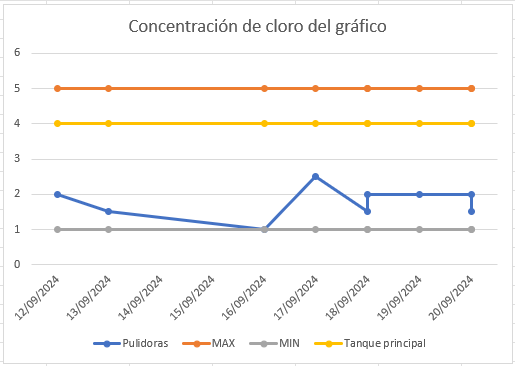 Concentración de cloro del gráfico
6
5
4
3
2
1
0
12/09/2024 13/09/2024 14/09/2024 15/09/2024 16/09/2024 17/09/2024 18/09/2024 19/09/2024 20/09/2024
Pulidoras MAX MIN Tanque principal